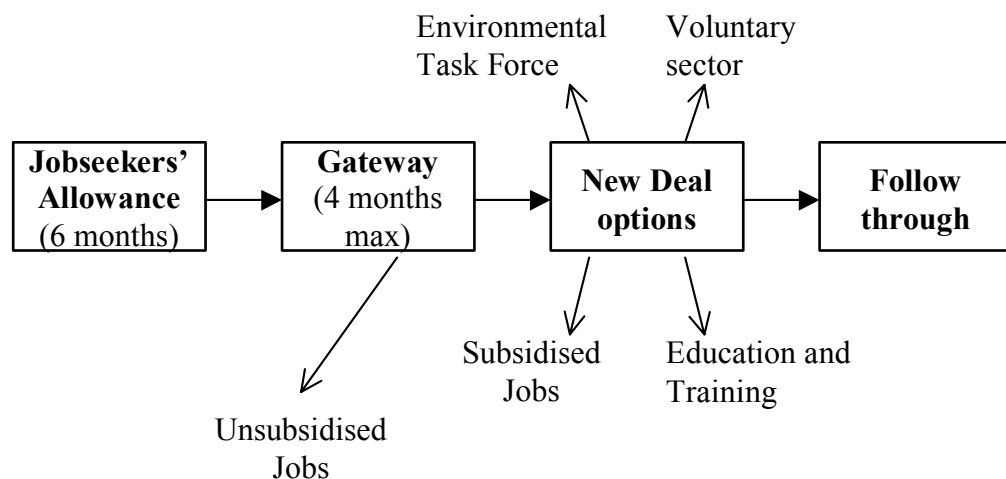 Environmental
Task Force
Voluntary
sector
Jobseekers’
Allowance
(6 months)
Gateway
(4 months
max)
New Deal
options
Follow
through
Subsidised
Jobs
Education and
Training
Unsubsidised
Jobs